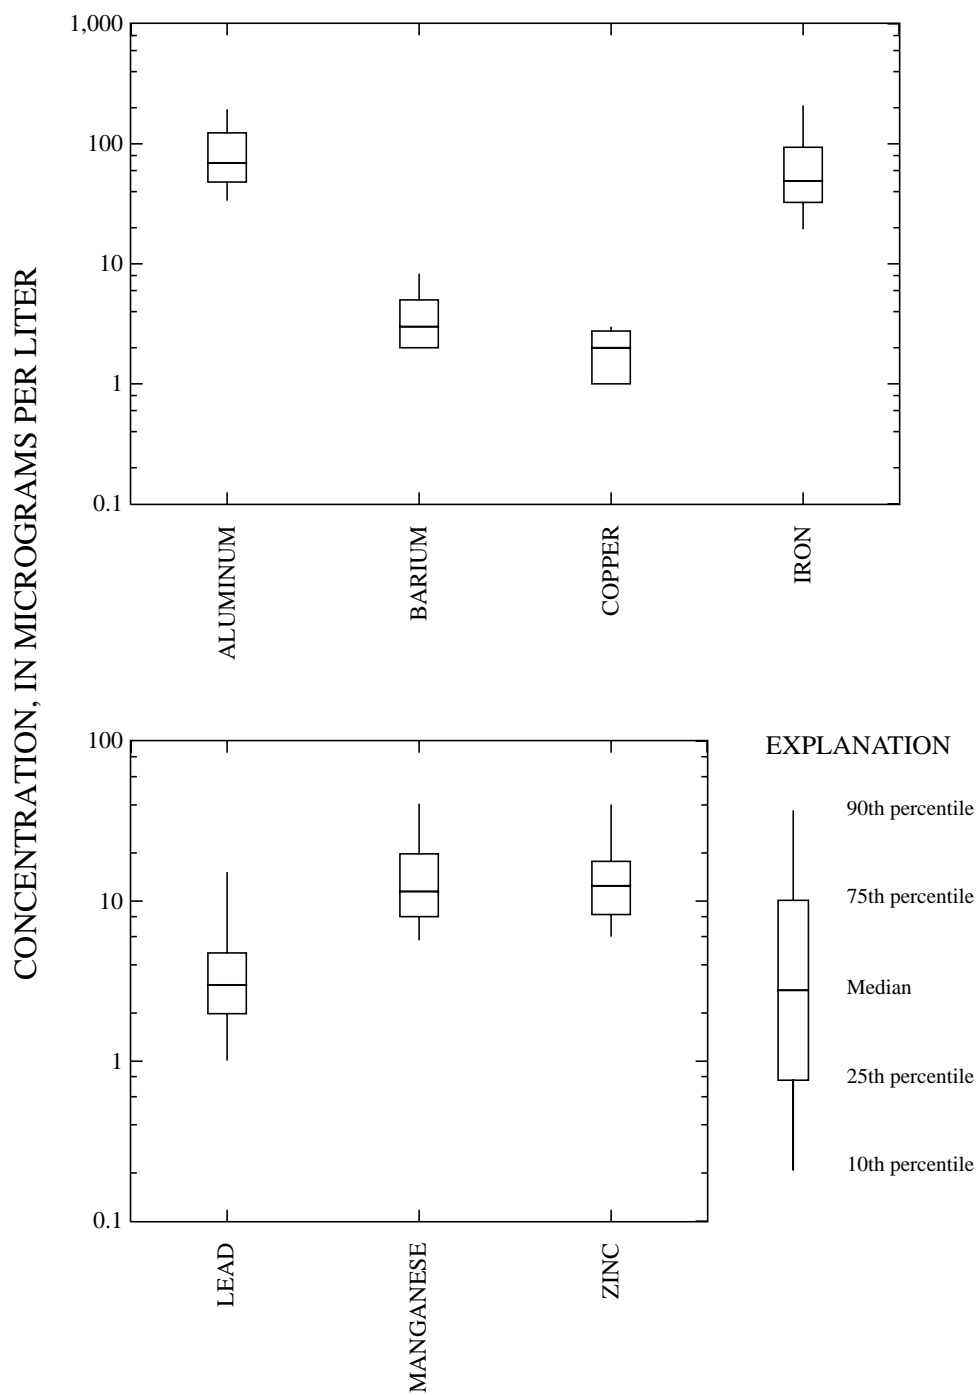 CONCENTRATION, IN MICROGRAMS PER LITER
1,000
100
10
1
0.1
ALUMINUM
BARIUM
COPPER
IRON
100
10
1
0.1
LEAD
MANGANESE
ZINC
EXPLANATION
90th percentile
75th percentile
Median
25th percentile
10th percentile